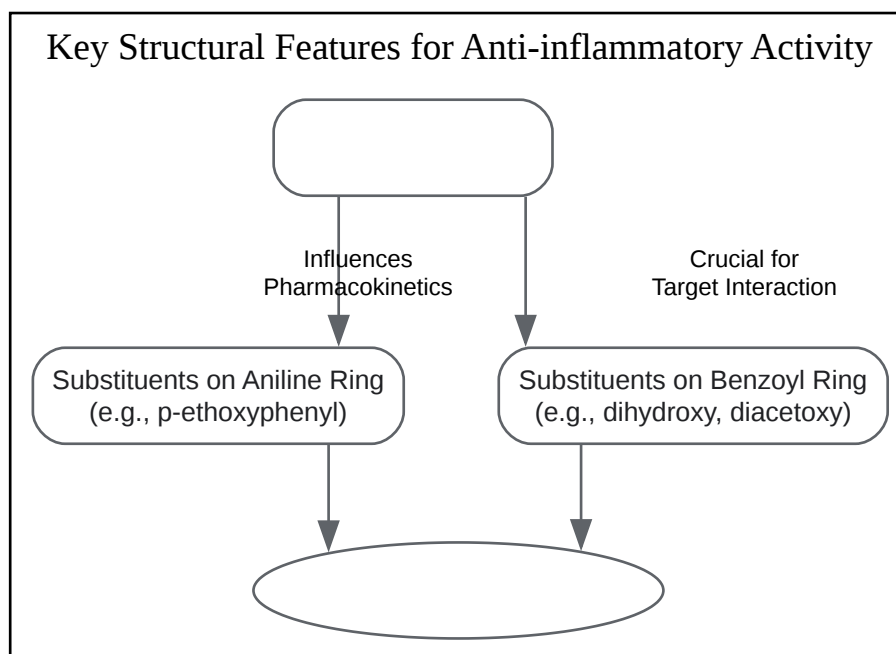 Key Structural Features for Anti-inflammatory Activity
Influences
Pharmacokinetics
Crucial for
Target Interaction
Substituents on Aniline Ring
(e.g., p-ethoxyphenyl)
Substituents on Benzoyl Ring
(e.g., dihydroxy, diacetoxy)